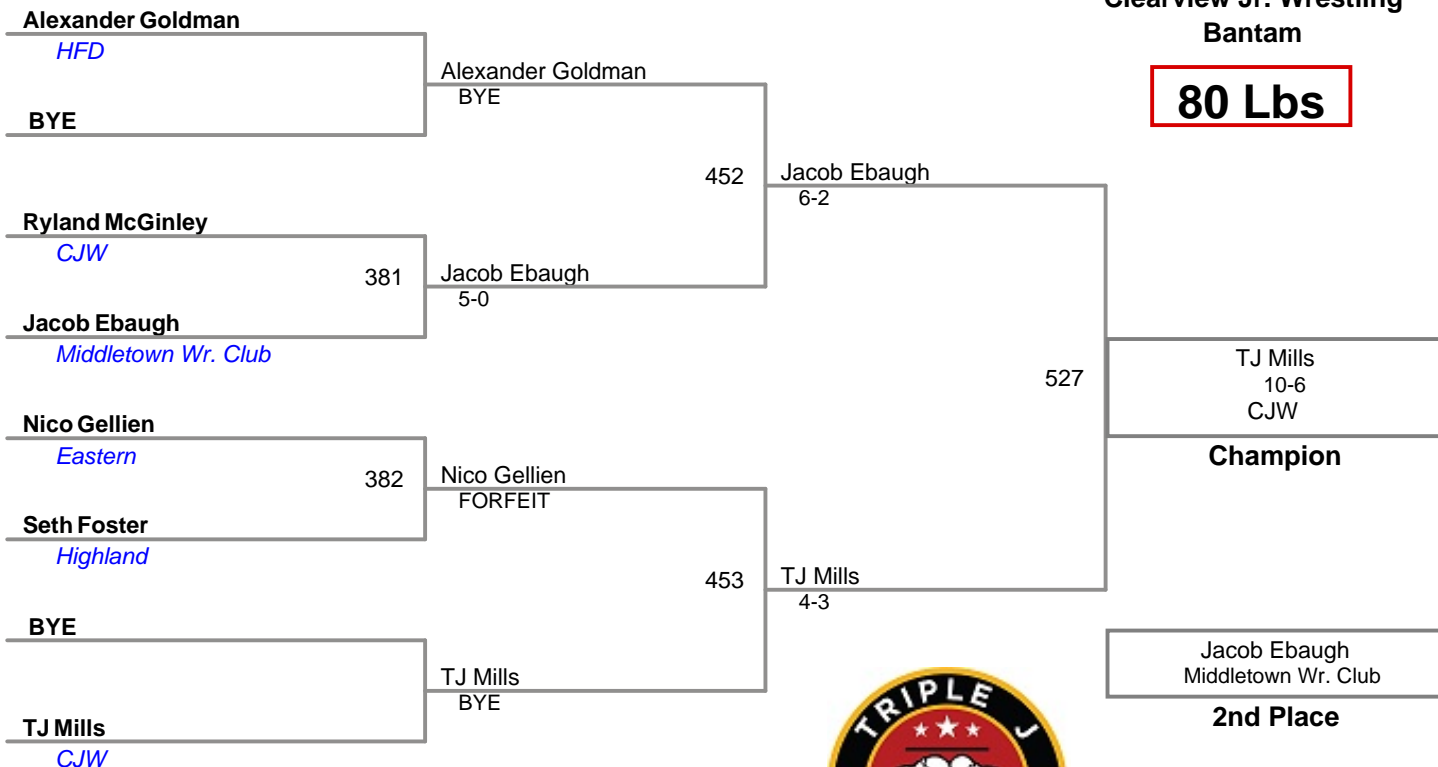 Clearview Jr. Wrestling
Bantam
80 Lbs
Alexander Goldman
HFD
BYE
Ryland McGinley
CJW
381
Jacob Ebaugh
Middletown Wr. Club
Nico Gellien
Eastern
382
Seth Foster
Highland
BYE
TJ Mills
CJW
Alexander Goldman
BYE
452
Jacob Ebaugh
5-0
Nico Gellien
FORFEIT
453
TJ Mills
BYE
Jacob Ebaugh
6-2
527
TJ Mills
4-3
TJ Mills
10-6
CJW
Champion
Jacob Ebaugh
Middletown Wr. Club
2nd Place
TRIPLE J